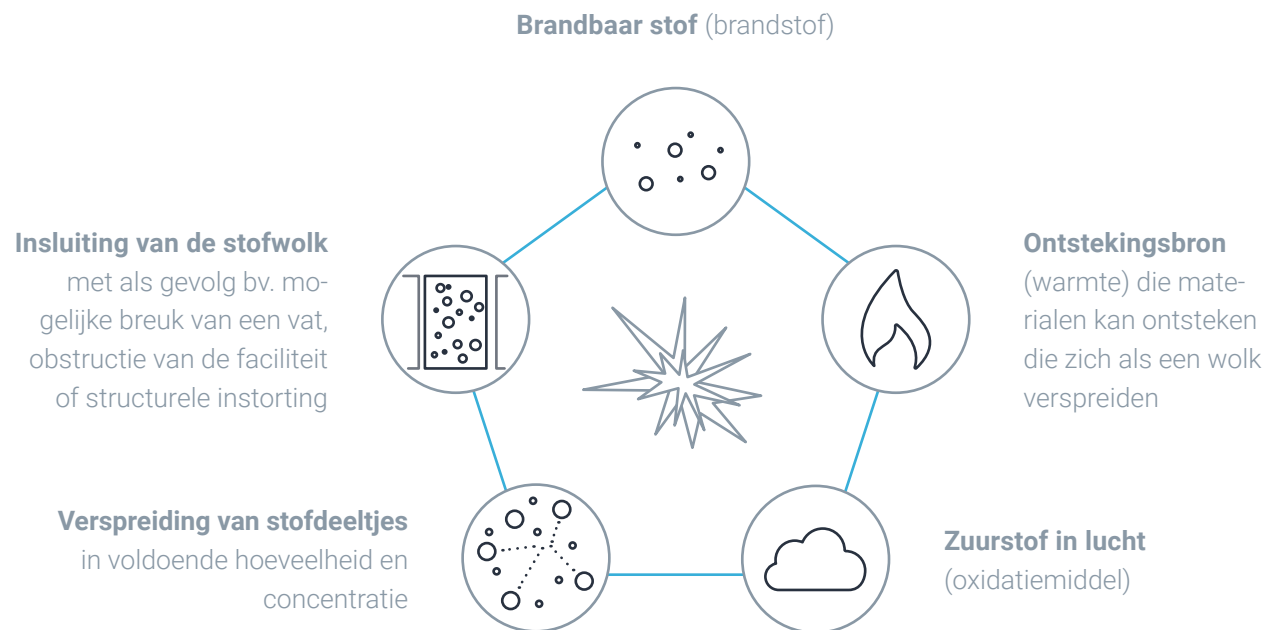 Brandbaar stof (brandstof)
Insluiting van de stofwolk
met als gevolg bv. mo-
gelijke breuk van een vat,
obstructie van de faciliteit
of structurele instorting
Ontstekingsbron
(warmte) die mate-
rialen kan ontsteken
die zich als een wolk
verspreiden
Verspreiding van stofdeeltjes
in voldoende hoeveelheid en
concentratie
Zuurstof in lucht
(oxidatiemiddel)